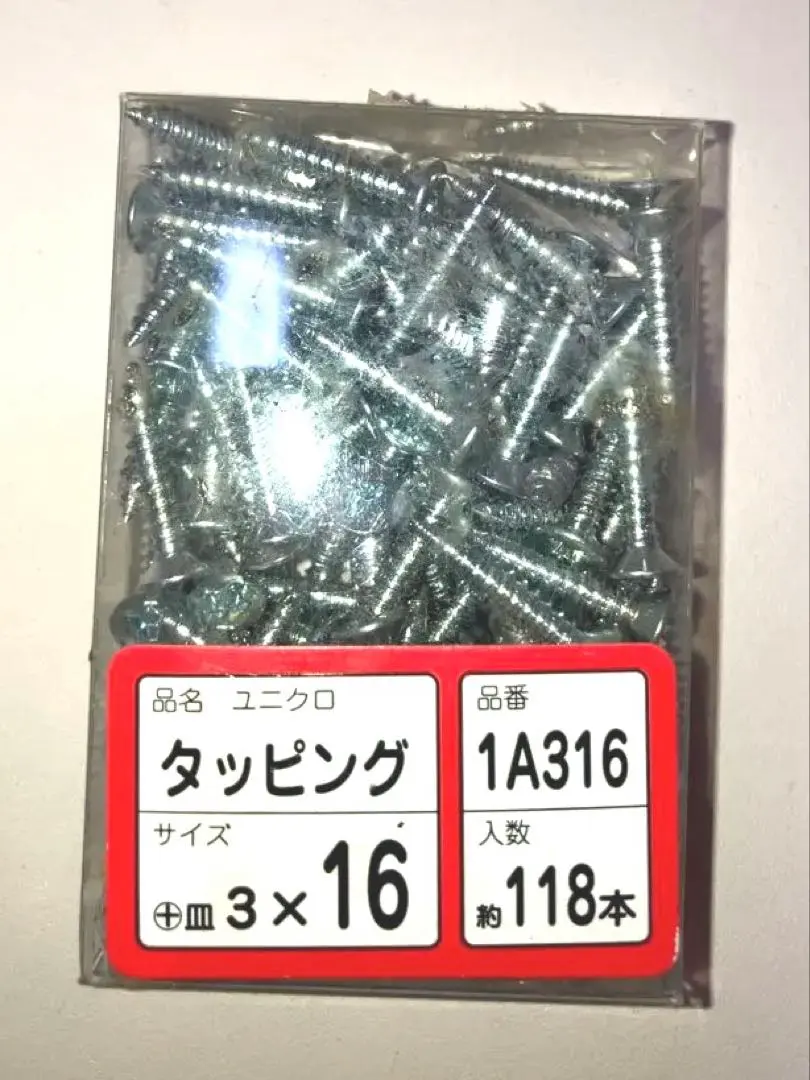 品名 ユニクロ
タッピング
サイズ
⊕皿 3×16
品番
1A316
入数
約118本